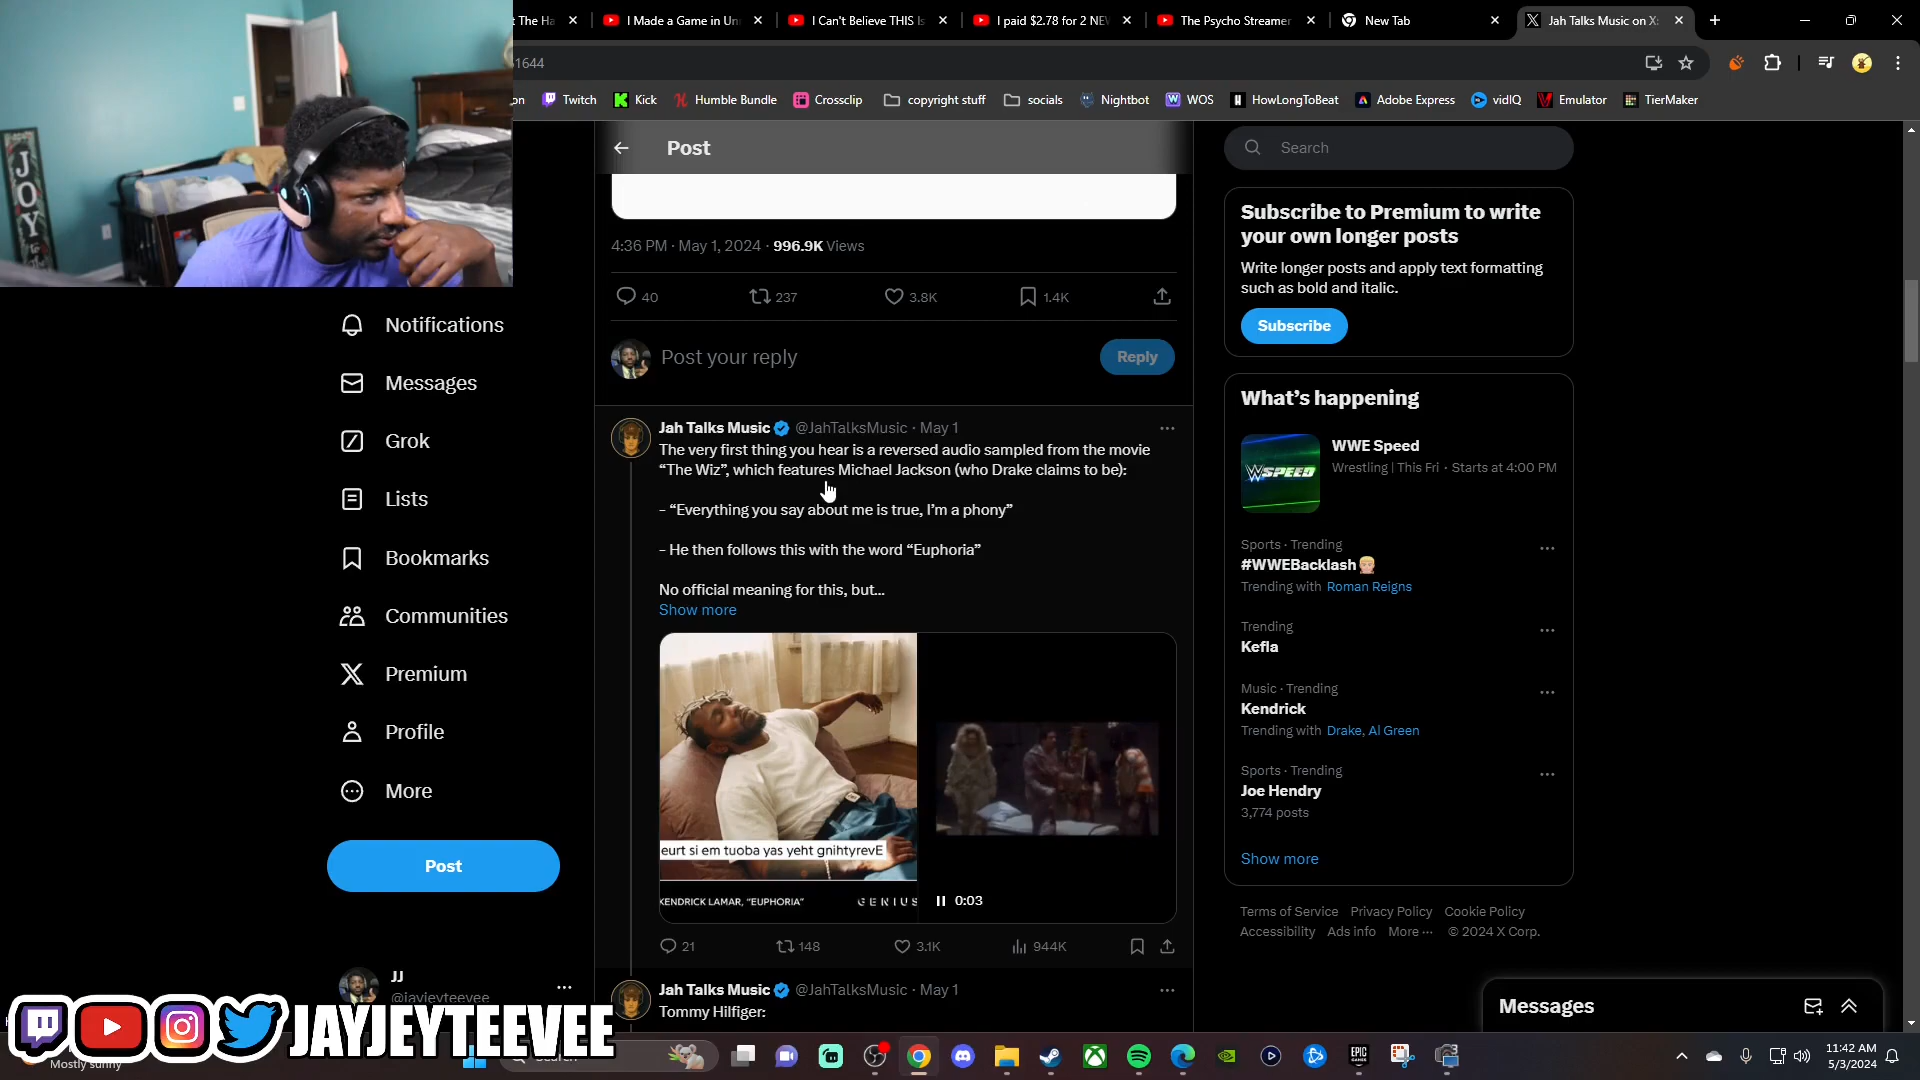 t The Ha
I Made a Game in Un
I Can't Believe THIS Is
I paid $2.78 for 2 NEV
The Psycho Streamer
New Tab
Jah Talks Music on X:
1644
on
Twitch
Kick
Humble Bundle
Crossclip
copyright stuff
socials
Nightbot
WOS
HowLongToBeat
Adobe Express
vidIQ
Emulator
TierMaker
JOY
Post
4:36 PM · May 1, 2024 · 996.9K Views
40
237
3.8K
1.4K
Post your reply
Reply
Notifications
Messages
Grok
Lists
Bookmarks
Communities
Premium
Profile
More
Post
JJ
@jayjeyteevee
Jah Talks Music @JahTalksMusic · May 1
The very first thing you hear is a reversed audio sampled from the movie
“The Wiz”, which features Michael Jackson (who Drake claims to be):
- “Everything you say about me is true, I’m a phony”
- He then follows this with the word “Euphoria”
No official meaning for this, but...
Show more
eurt si em tuoba yas yeht gnihtyrevE
KENDRICK LAMAR, “EUPHORIA”
GENIUS
0:03
21
148
3.1K
944K
Jah Talks Music @JahTalksMusic · May 1
Tommy Hilfiger:
Search
Subscribe to Premium to write
your own longer posts
Write longer posts and apply text formatting
such as bold and italic.
Subscribe
What’s happening
WSPEED
WWE Speed
Wrestling | This Fri · Starts at 4:00 PM
Sports · Trending
#WWEBacklash
Trending with Roman Reigns
Trending
Kefla
Music · Trending
Kendrick
Trending with Drake, Al Green
Sports · Trending
Joe Hendry
3,774 posts
Show more
Terms of Service Privacy Policy Cookie Policy
Accessibility Ads info More ··· © 2024 X Corp.
Messages
JAYJEYTEEVEE
Mostly sunny
Search
EPIC
GAMES
11:42 AM
5/3/2024